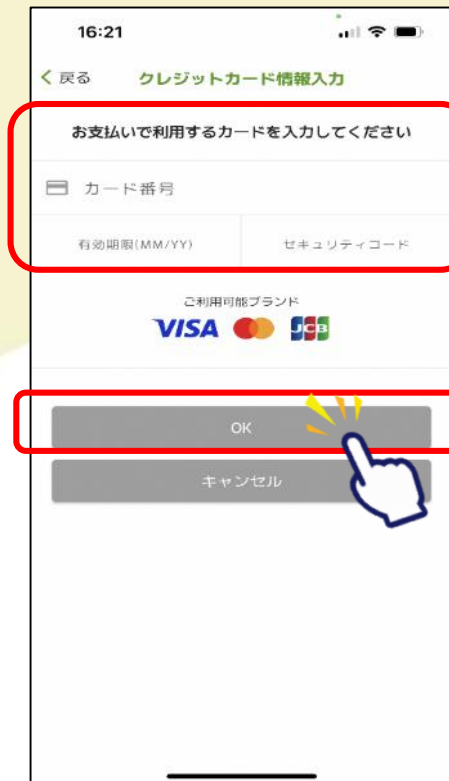 16:21
戻る クレジットカード情報入力
お支払いで利用するカードを入力してください
カード番号
有効期限(MM/YY) セキュリティコード
ご利用可能ブランド
VISA JCB
OK
キャンセル